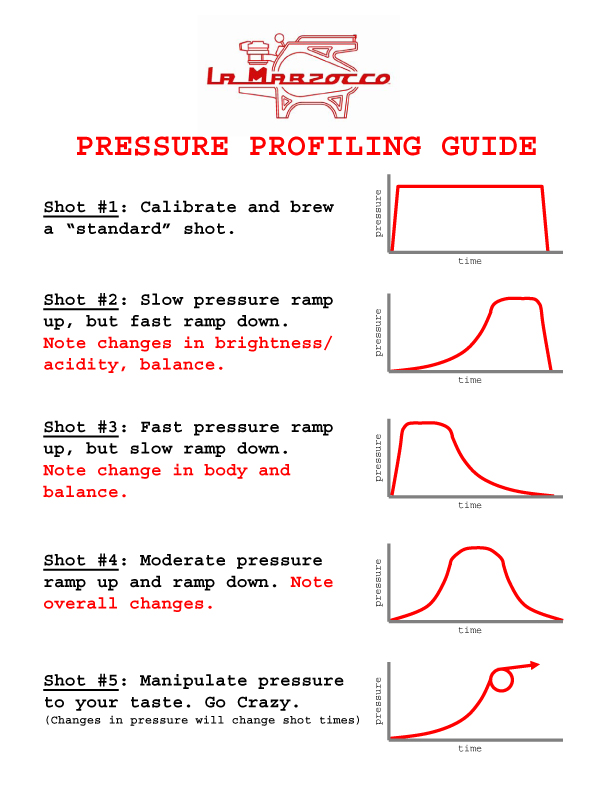 La Marzocco
PRESSURE PROFILING GUIDE
Shot #1: Calibrate and brew
a “standard” shot.
pressure
time
Shot #2: Slow pressure ramp
up, but fast ramp down.
Note changes in brightness/
acidity, balance.
pressure
time
Shot #3: Fast pressure ramp
up, but slow ramp down.
Note change in body and
balance.
pressure
time
Shot #4: Moderate pressure
ramp up and ramp down. Note
overall changes.
pressure
time
Shot #5: Manipulate pressure
to your taste. Go Crazy.
(Changes in pressure will change shot times)
pressure
time